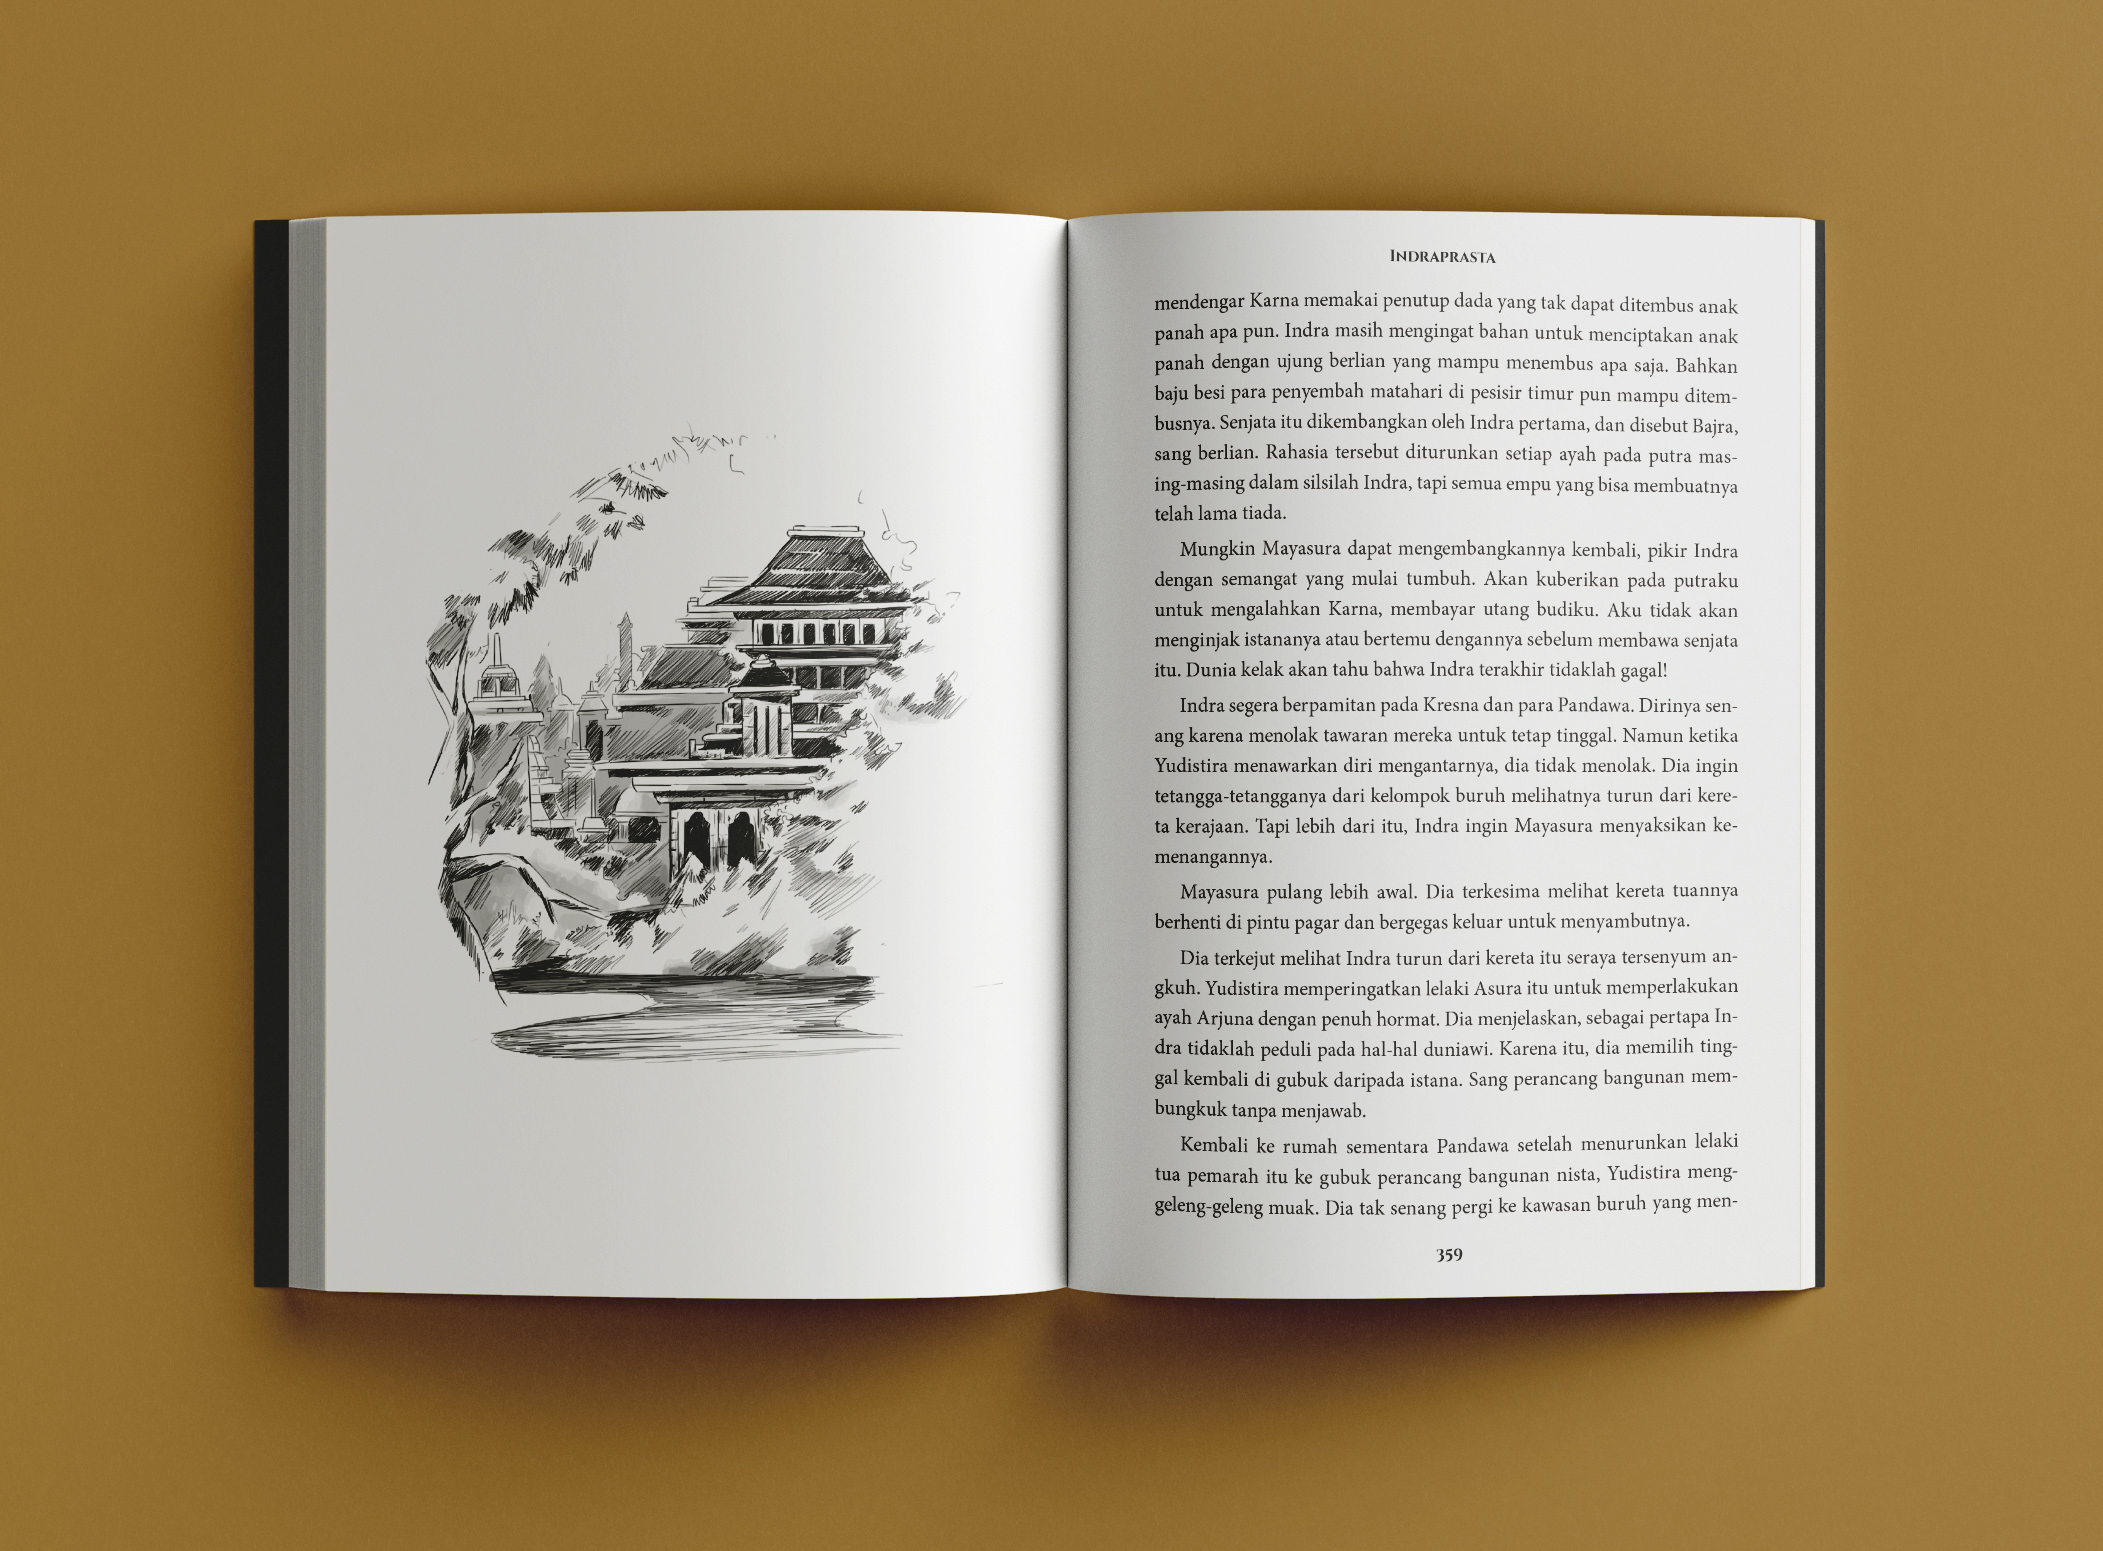 Indraprasta
mendengar Karna memakai penutup dada yang tak dapat ditembus anak
panah apa pun. Indra masih mengingat bahan untuk menciptakan anak
panah dengan ujung berlian yang mampu menembus apa saja. Bahkan
baju besi para penyembah matahari di pesisir timur pun mampu ditem-
busnya. Senjata itu dikembangkan oleh Indra pertama, dan disebut Bajra,
sang berlian. Rahasia tersebut diturunkan setiap ayah pada putra mas-
ing-masing dalam silsilah Indra, tapi semua empu yang bisa membuatnya
telah lama tiada.
Mungkin Mayasura dapat mengembangkannya kembali, pikir Indra
dengan semangat yang mulai tumbuh. Akan kuberikan pada putraku
untuk mengalahkan Karna, membayar utang budiku. Aku tidak akan
menginjak istananya atau bertemu dengannya sebelum membawa senjata
itu. Dunia kelak akan tahu bahwa Indra terakhir tidaklah gagal!
Indra segera berpamitan pada Kresna dan para Pandawa. Dirinya sen-
ang karena menolak tawaran mereka untuk tetap tinggal. Namun ketika
Yudistira menawarkan diri mengantarnya, dia tidak menolak. Dia ingin
tetangga-tetangganya dari kelompok buruh melihatnya turun dari kere-
ta kerajaan. Tapi lebih dari itu, Indra ingin Mayasura menyaksikan ke-
menangannya.
Mayasura pulang lebih awal. Dia terkesima melihat kereta tuannya
berhenti di pintu pagar dan bergegas keluar untuk menyambutnya.
Dia terkejut melihat Indra turun dari kereta itu seraya tersenyum an-
gkuh. Yudistira memperingatkan lelaki Asura itu untuk memperlakukan
ayah Arjuna dengan penuh hormat. Dia menjelaskan, sebagai pertapa In-
dra tidaklah peduli pada hal-hal duniawi. Karena itu, dia memilih ting-
gal kembali di gubuk daripada istana. Sang perancang bangunan mem-
bungkuk tanpa menjawab.
Kembali ke rumah sementara Pandawa setelah menurunkan lelaki
tua pemarah itu ke gubuk perancang bangunan nista, Yudistira meng-
geleng-geleng muak. Dia tak senang pergi ke kawasan buruh yang men-
359